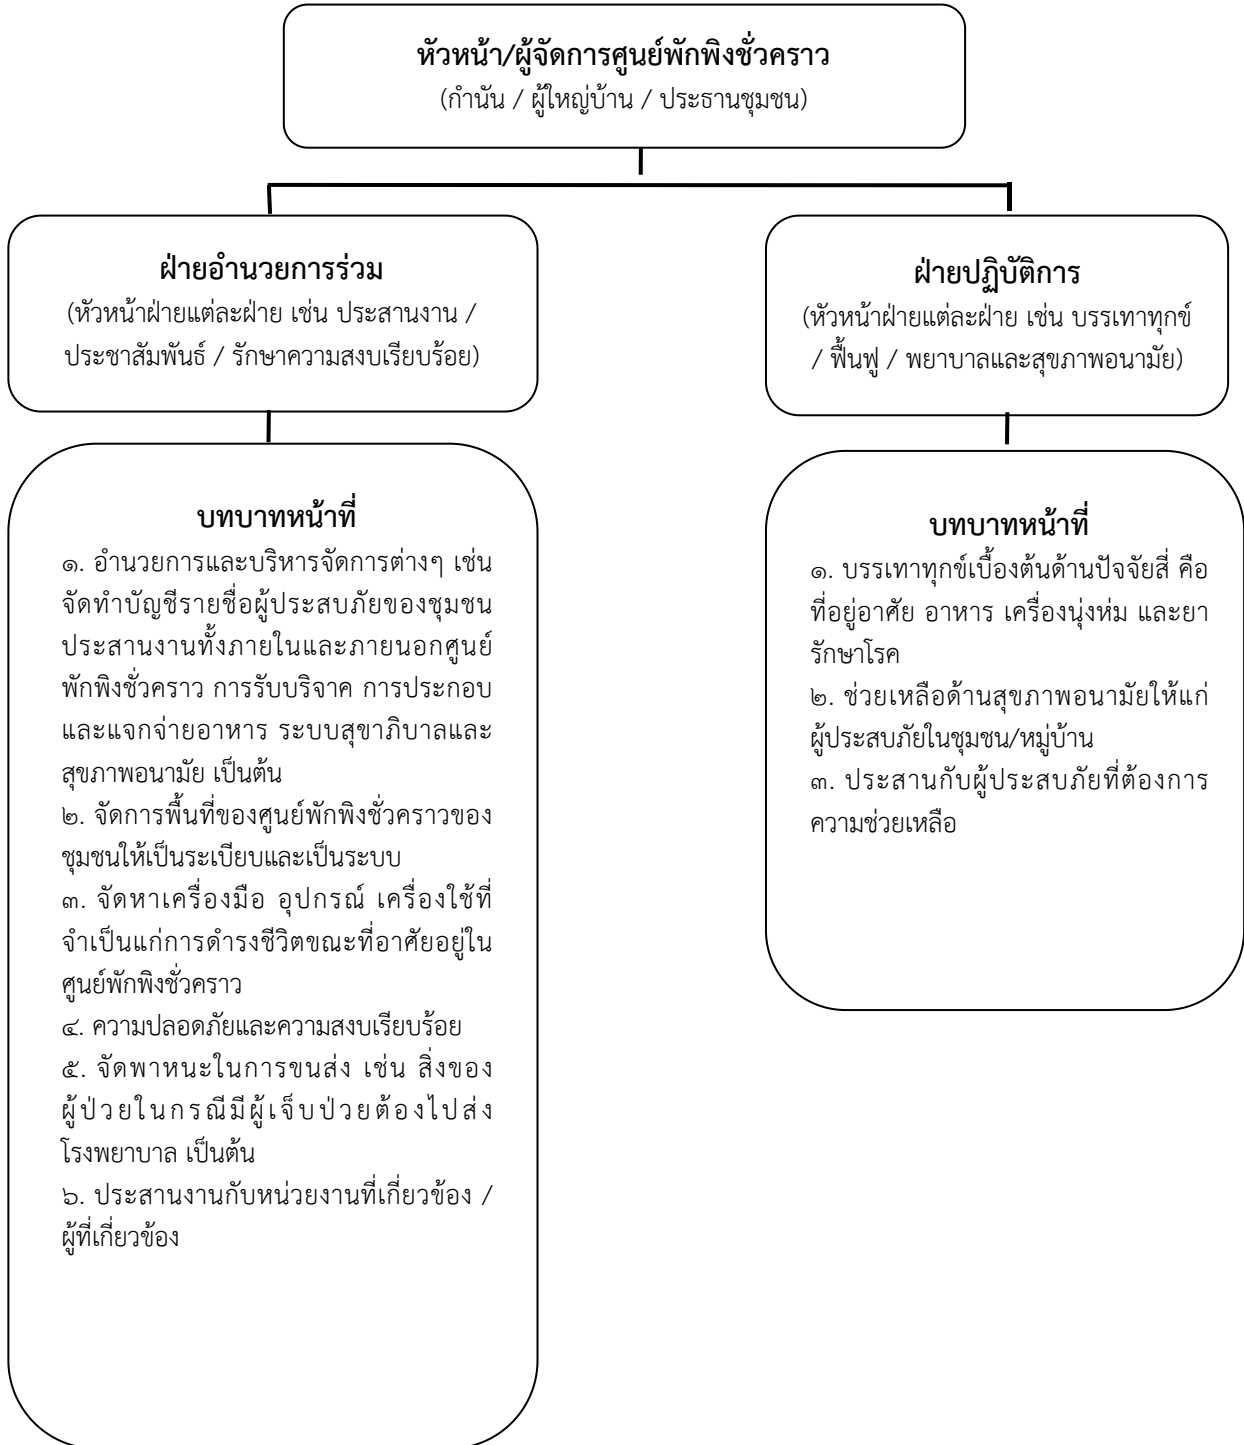 หัวหน้า/ผู้จัดการศูนย์พักพิงชั่วคราว
(กำนัน / ผู้ใหญ่บ้าน / ประธานชุมชน)
ฝ่ายอำนวยการร่วม
(หัวหน้าฝ่ายแต่ละฝ่าย เช่น ประสานงาน /
ประชาสัมพันธ์ / รักษาความสงบเรียบร้อย)
ฝ่ายปฏิบัติการ
(หัวหน้าฝ่ายแต่ละฝ่าย เช่น บรรเทาทุกข์
/ ฟื้นฟู / พยาบาลและสุขภาพอนามัย)
บทบาทหน้าที่
๑. อำนวยการและบริหารจัดการต่างๆ เช่น
จัดทำบัญชีรายชื่อผู้ประสบภัยของชุมชน
ประสานงานทั้งภายในและภายนอกศูนย์
พักพิงชั่วคราว การรับบริจาค การประกอบ
และแจกจ่ายอาหาร ระบบสุขาภิบาลและ
สุขภาพอนามัย เป็นต้น
๒. จัดการพื้นที่ของศูนย์พักพิงชั่วคราวของ
ชุมชนให้เป็นระเบียบและเป็นระบบ
๓. จัดหาเครื่องมือ อุปกรณ์ เครื่องใช้ที่
จำเป็นแก่การดำรงชีวิตขณะที่อาศัยอยู่ใน
ศูนย์พักพิงชั่วคราว
๔. ความปลอดภัยและความสงบเรียบร้อย
๕. จัดพาหนะในการขนส่ง เช่น สิ่งของ
ผู้ป่วยในกรณีมีผู้เจ็บป่วยต้องไปส่ง
โรงพยาบาล เป็นต้น
๖. ประสานงานกับหน่วยงานที่เกี่ยวข้อง /
ผู้ที่เกี่ยวข้อง
บทบาทหน้าที่
๑. บรรเทาทุกข์เบื้องต้นด้านปัจจัยสี่ คือ
ที่อยู่อาศัย อาหาร เครื่องนุ่งห่ม และยา
รักษาโรค
๒. ช่วยเหลือด้านสุขภาพอนามัยให้แก่
ผู้ประสบภัยในชุมชน/หมู่บ้าน
๓. ประสานกับผู้ประสบภัยที่ต้องการ
ความช่วยเหลือ